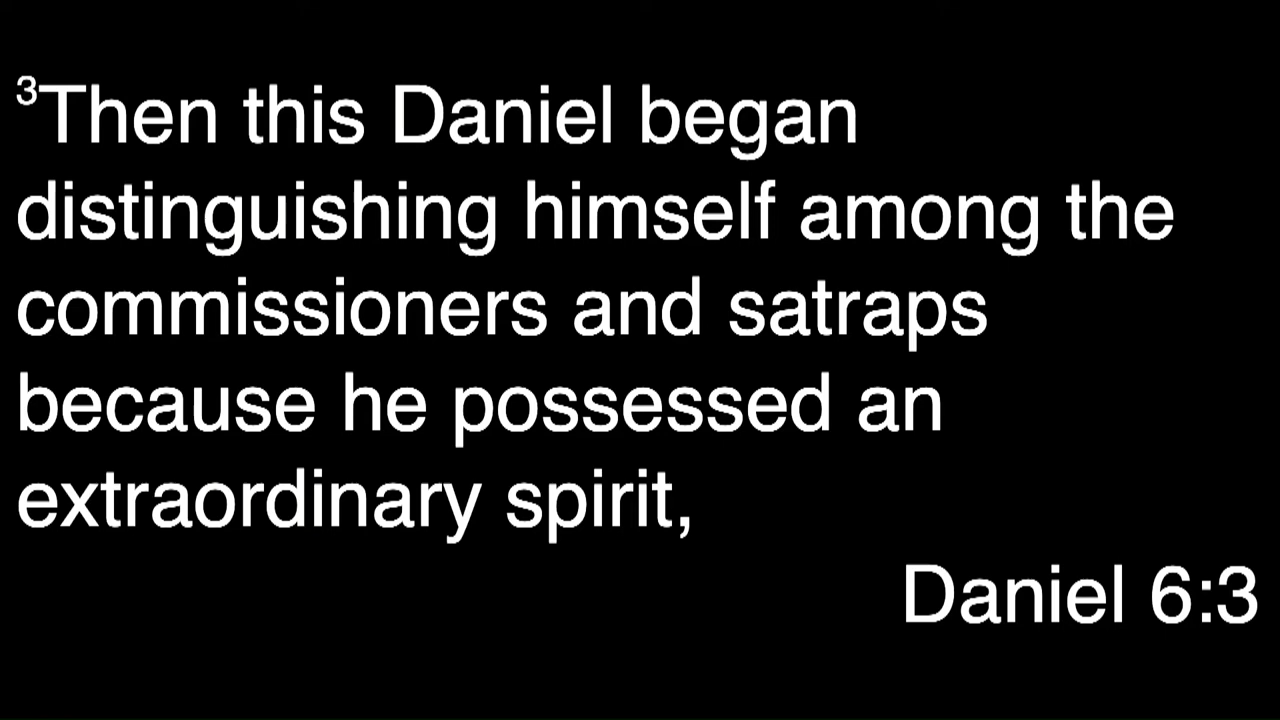 ³Then this Daniel began
distinguishing himself among the
commissioners and satraps
because he possessed an
extraordinary spirit,
Daniel 6:3